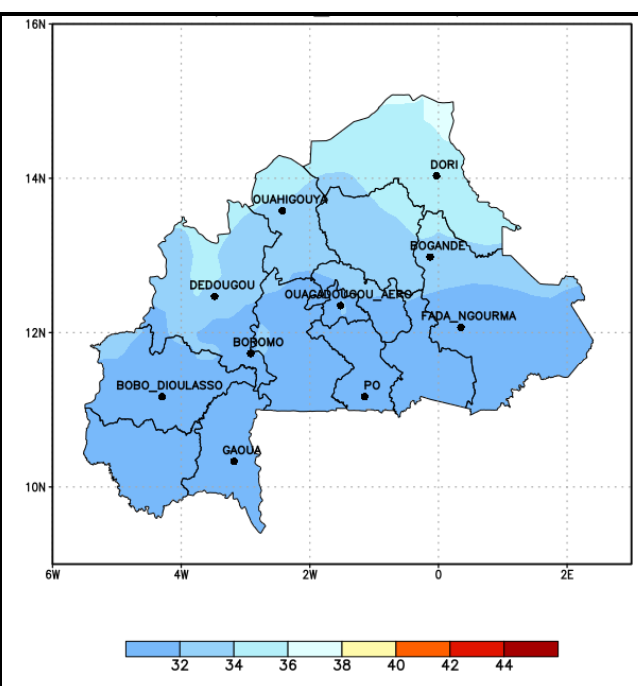 16N
14N
12N
10N
DORI
OUAHIGOUYA
BOGANDE
DEDOUGOU
OUAGADOUGOU_AERO
FADA_NGOURMA
BOROMO
BOBO_DIOULASSO
PO
GAOUA
6W 4W 2W 0 2E
32 34 36 38 40 42 44